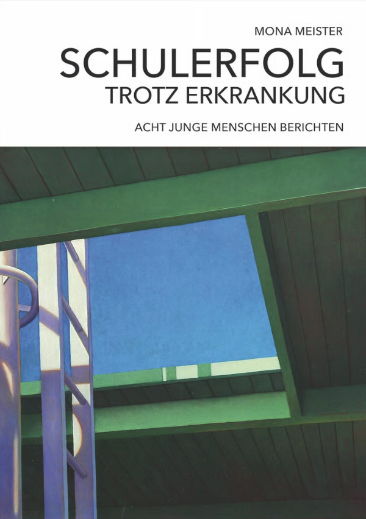 MONA MEISTER
SCHULERFOLG
TROTZ ERKRANKUNG
ACHT JUNGE MENSCHEN BERICHTEN